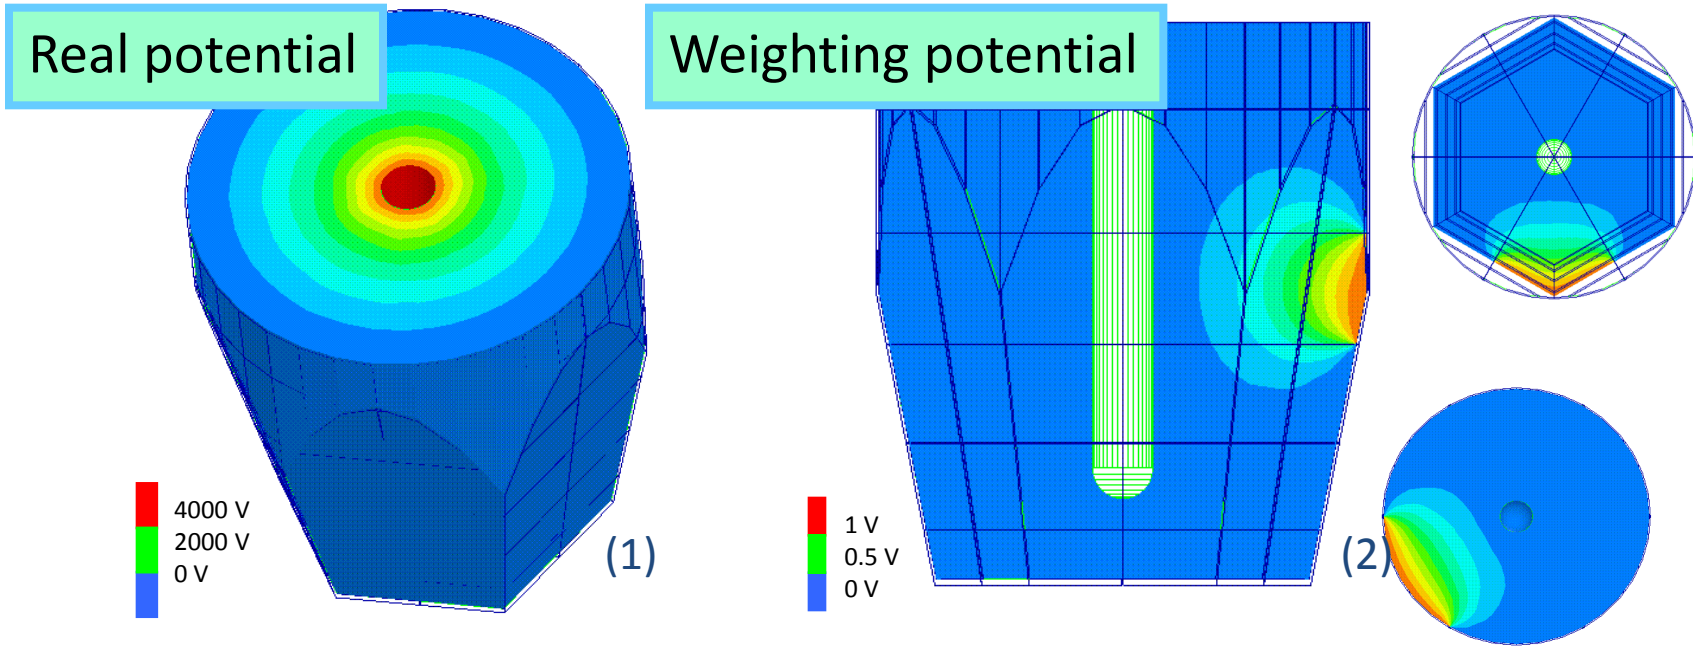 Real potential
Weighting potential
4000 V
2000 V
0 V
(1)
1 V
0.5 V
0 V
(2)